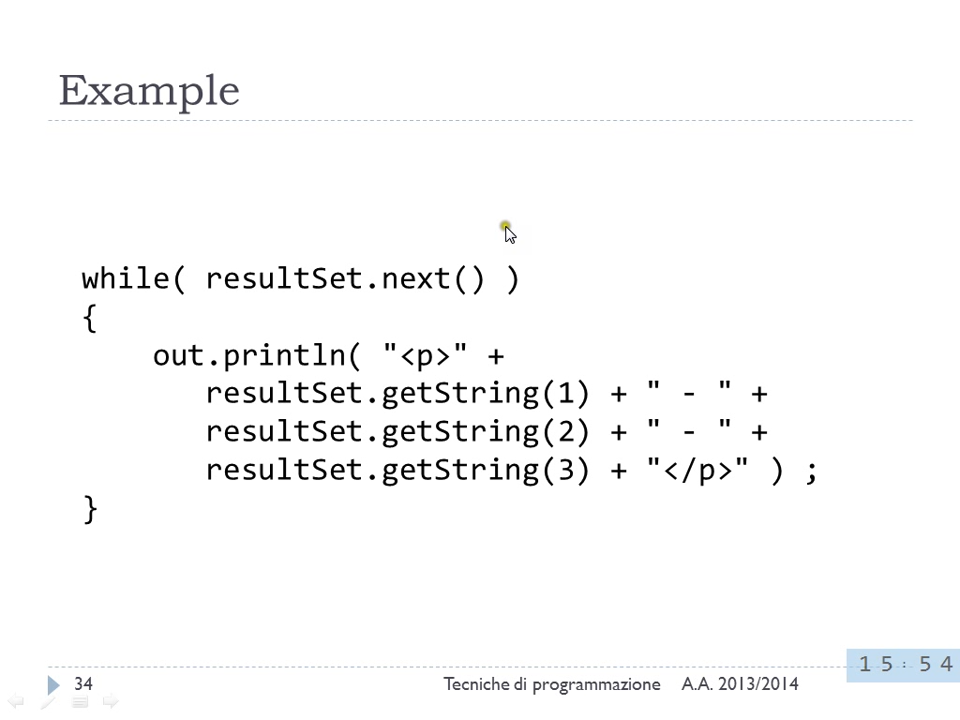 Example
while( resultSet.next() )
{
out.println( "<p>" +
resultSet.getString(1) + " - " +
resultSet.getString(2) + " - " +
resultSet.getString(3) + "</p>" ) ;
}
34 Tecniche di programmazione A.A. 2013/2014
15:54